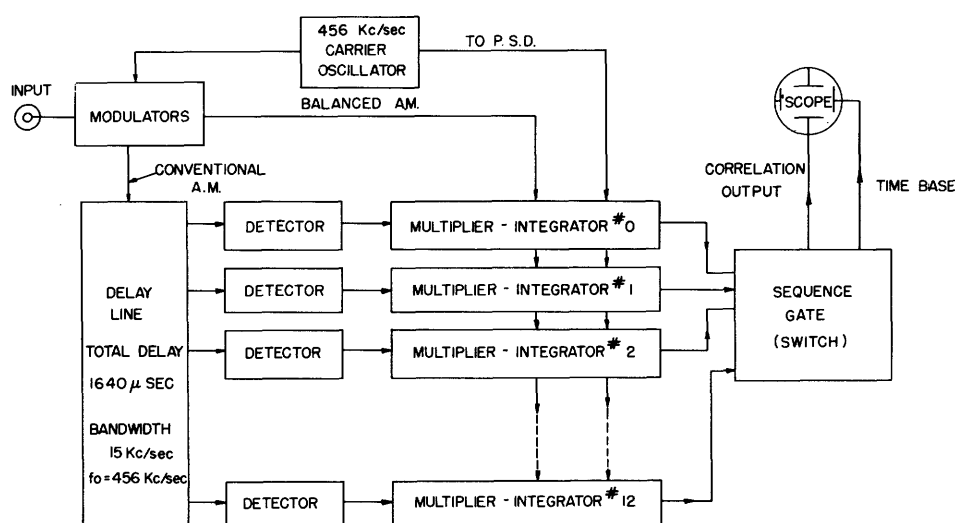 456 Kc/sec
CARRIER
OSCILLATOR
TO P.S.D.
INPUT
MODULATORS
BALANCED A.M.
SCOPE
CONVENTIONAL
A.M.
CORRELATION
OUTPUT
TIME BASE
DETECTOR
MULTIPLIER - INTEGRATOR #0
DELAY
LINE
TOTAL DELAY
1640 μ SEC
BANDWIDTH
15 Kc/sec
fo=456 Kc/sec
DETECTOR
MULTIPLIER - INTEGRATOR #1
DETECTOR
MULTIPLIER - INTEGRATOR #2
DETECTOR
MULTIPLIER - INTEGRATOR #12
SEQUENCE
GATE
(SWITCH)